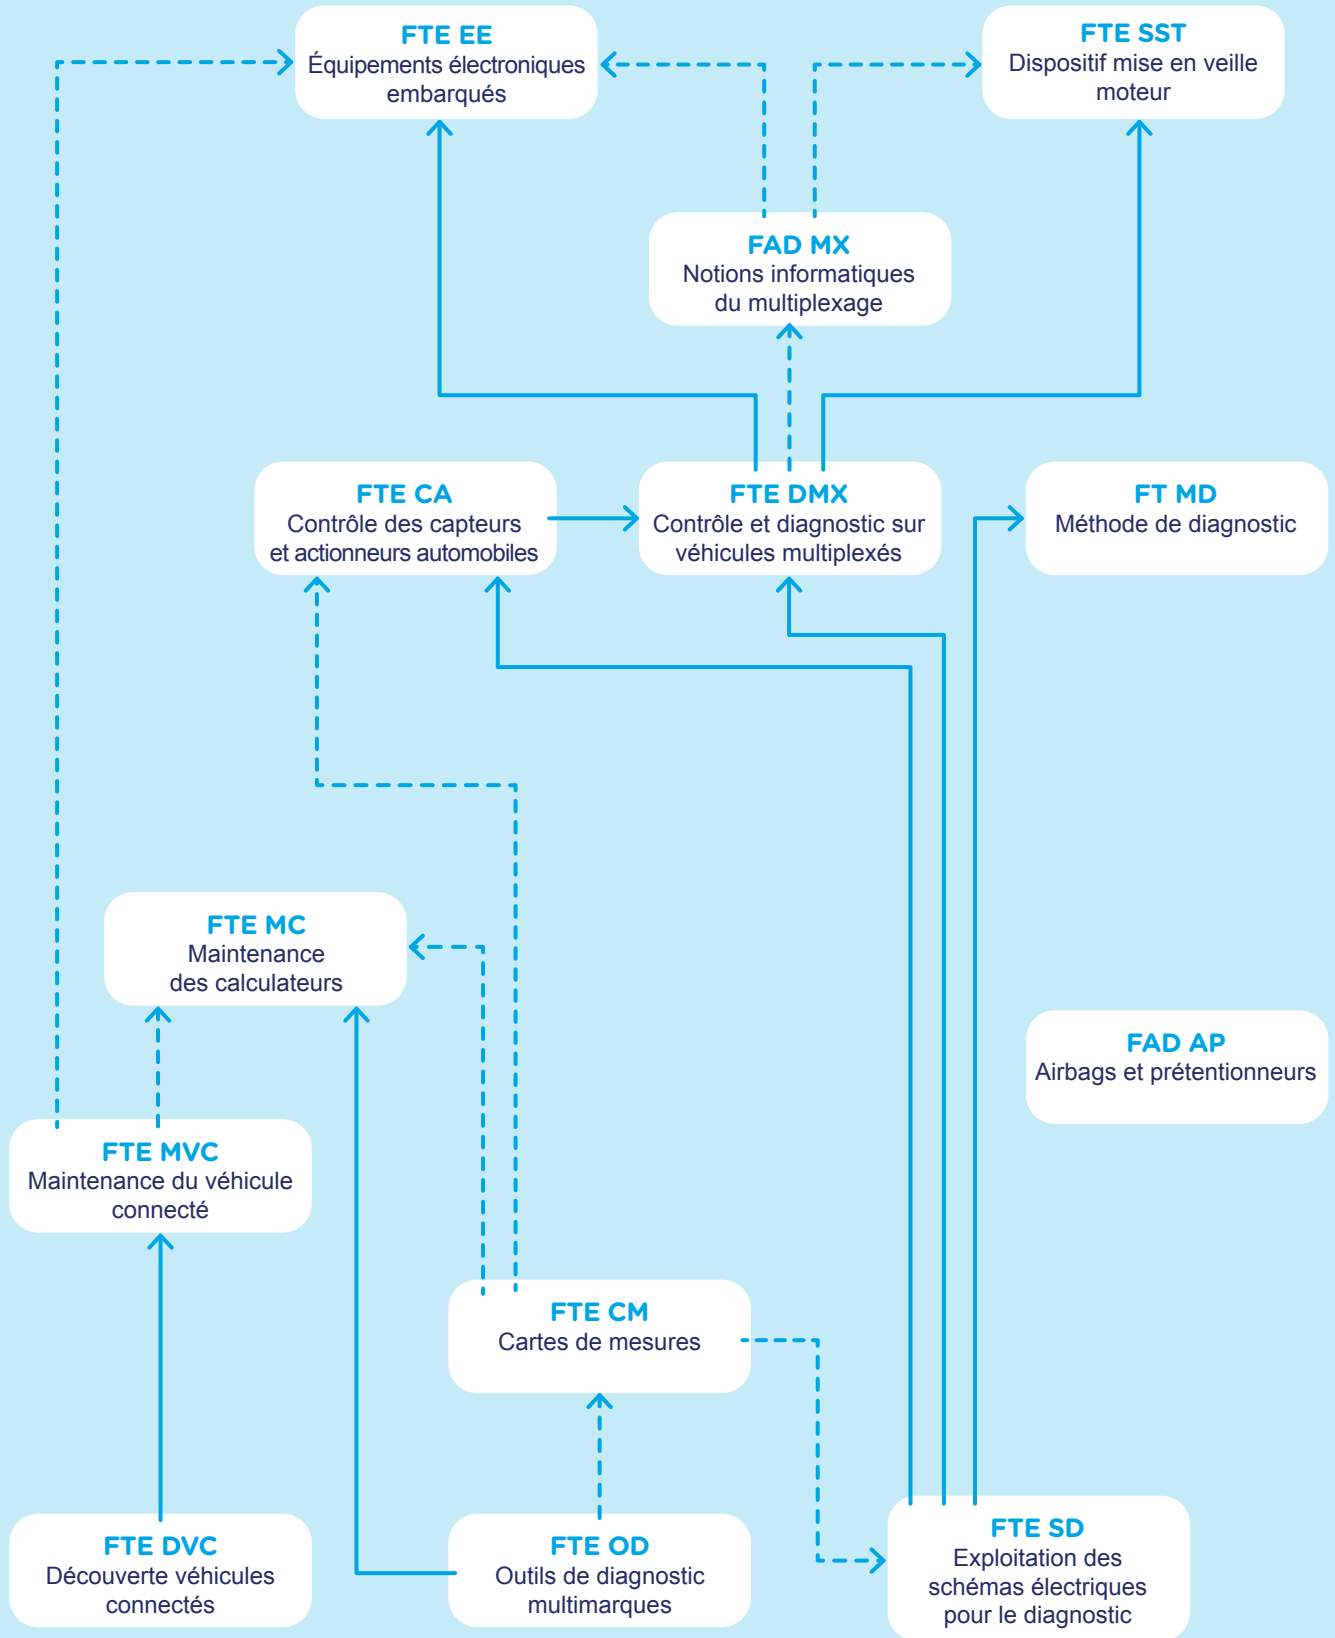 FTE EE
Équipements électroniques
embarqués
FTE SST
Dispositif mise en veille
moteur
FAD MX
Notions informatiques
du multiplexage
FTE CA
Contrôle des capteurs
et actionneurs automobiles
FTE DMX
Contrôle et diagnostic sur
véhicules multiplexés
FT MD
Méthode de diagnostic
FTE MC
Maintenance
des calculateurs
FAD AP
Airbags et prétentionneurs
FTE MVC
Maintenance du véhicule
connecté
FTE CM
Cartes de mesures
FTE DVC
Découverte véhicules
connectés
FTE OD
Outils de diagnostic
multimarques
FTE SD
Exploitation des
schémas électriques
pour le diagnostic